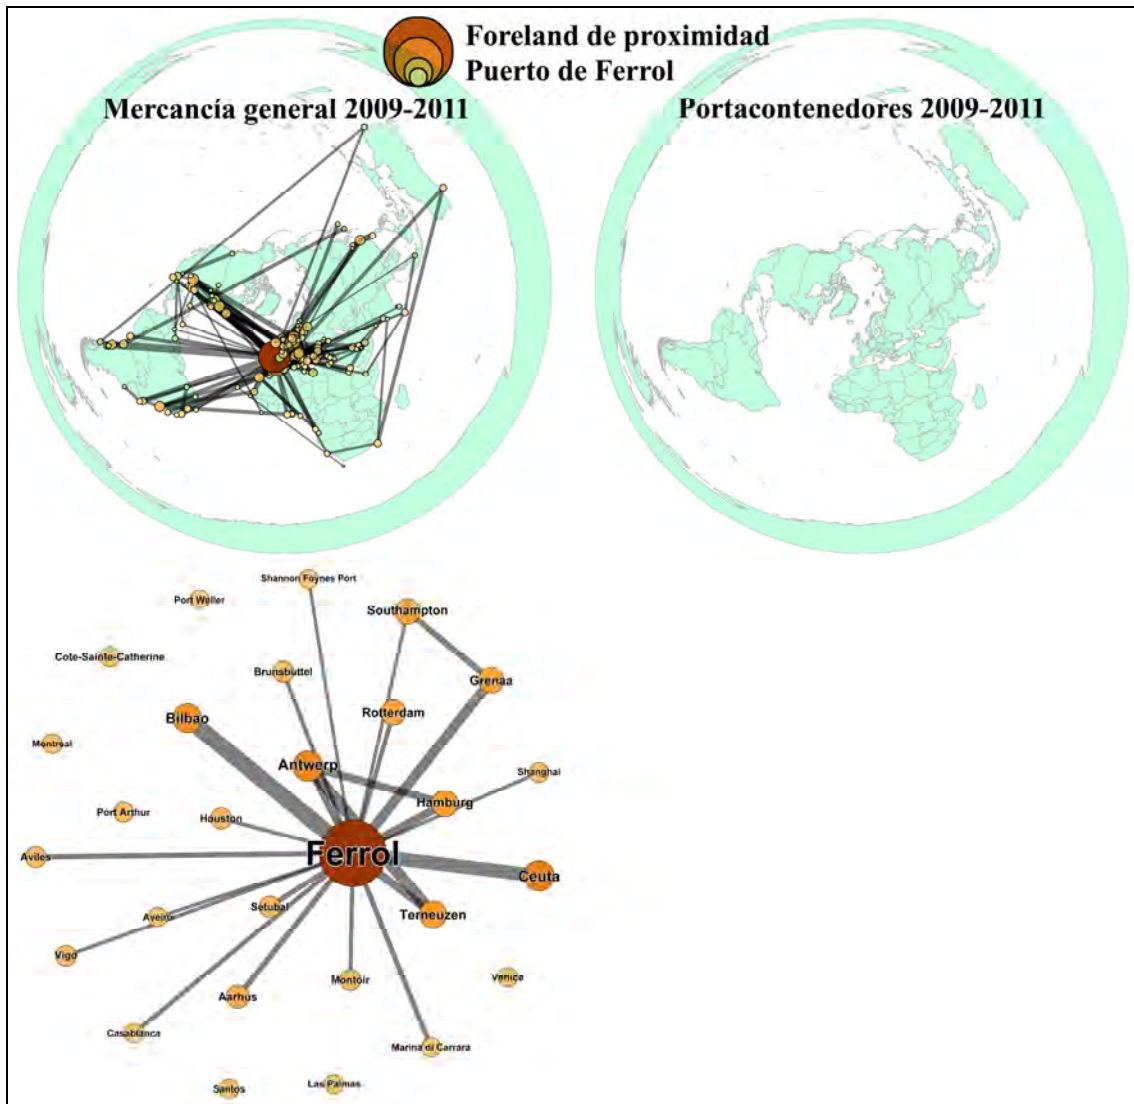 Foreland de proximidad
Puerto de Ferrol
Mercancía general 2009-2011
Portacontenedores 2009-2011
Shannon Foynes Port
Port Weller
Southampton
Cote-Sainte-Catherine
Brunsbuttel
Grenaa
Bilbao
Rotterdam
Montreal
Antwerp
Shanghai
Hamburg
Port Arthur
Houston
Ferrol
Aviles
Ceuta
Setubal
Aveiro
Terneuzen
Vigo
Montoir
Venice
Aarhus
Casablanca
Marina di Carrara
Santos
Las Palmas